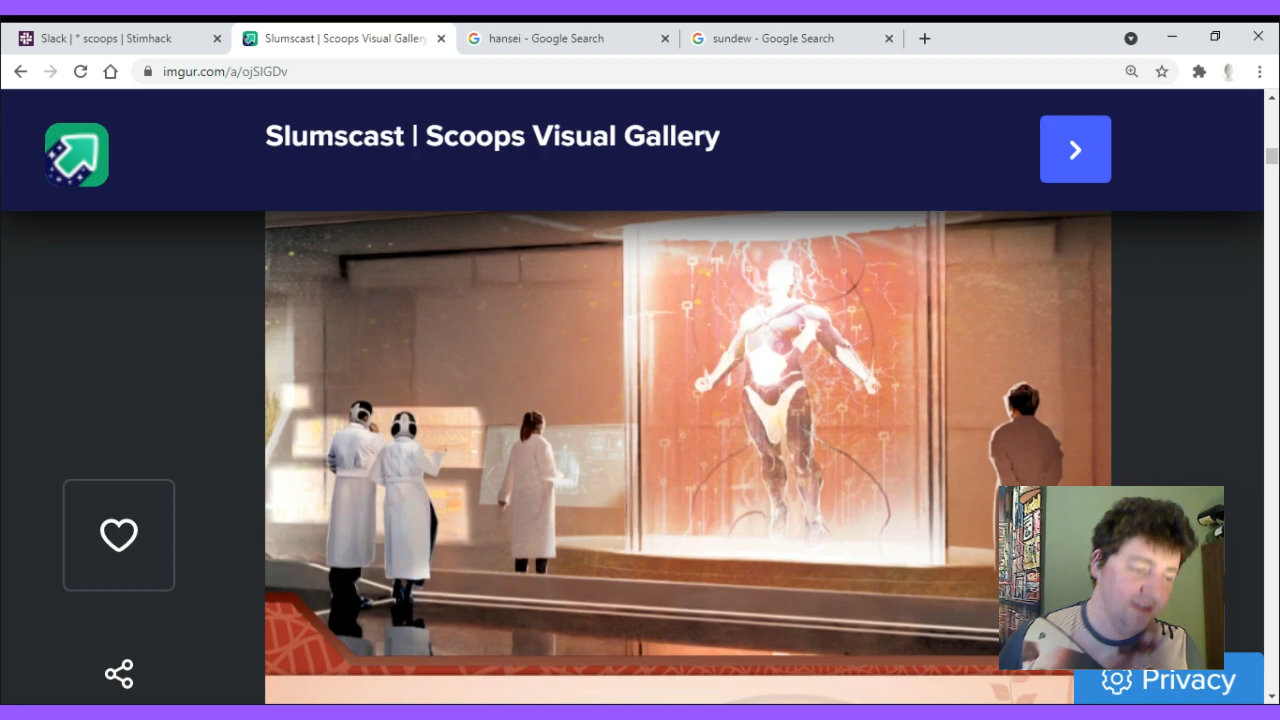 Slack | * scoops | Stimhack
Slumscast | Scoops Visual Gallery
hansei - Google Search
sundew - Google Search
imgur.com/a/ojSIGDv
Slumscast | Scoops Visual Gallery
Privacy